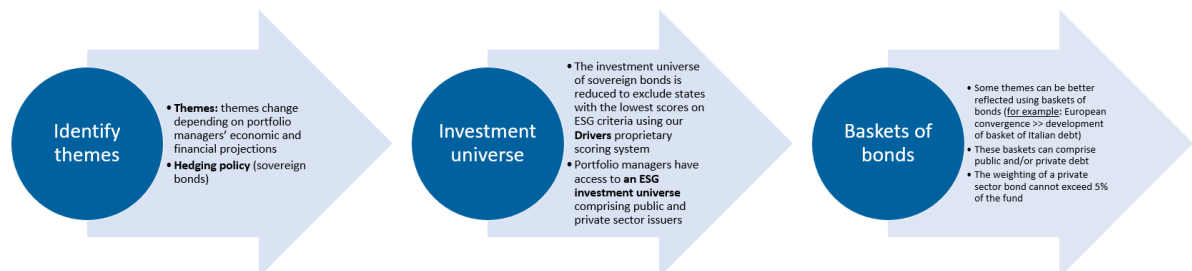 Identify
themes
• Themes: themes change
depending on portfolio
managers’ economic and
financial projections
• Hedging policy (sovereign
bonds)
Investment
universe
• The investment universe
of sovereign bonds is
reduced to exclude states
with the lowest scores on
ESG criteria using our
Drivers proprietary
scoring system
• Portfolio managers have
access to an ESG
investment universe
comprising public and
private sector issuers
Baskets of
bonds
• Some themes can be better
reflected using baskets of
bonds (for example: European
convergence >> development
of basket of Italian debt)
• These baskets can comprise
public and/or private debt
• The weighting of a private
sector bond cannot exceed 5%
of the fund